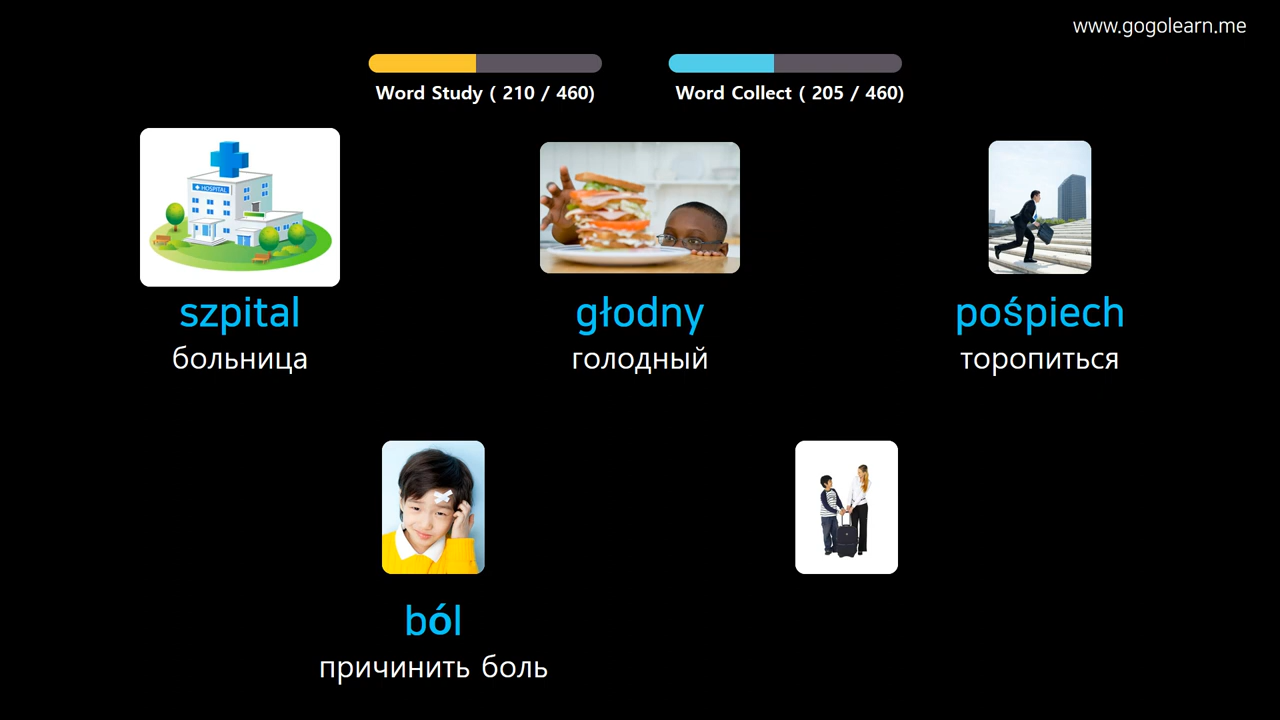 www.gogolearn.me
Word Study ( 210 / 460)
Word Collect ( 205 / 460)
HOSPITAL
szpital
głodny
pośpiech
больница
голодный
торопиться
ból
причинить боль